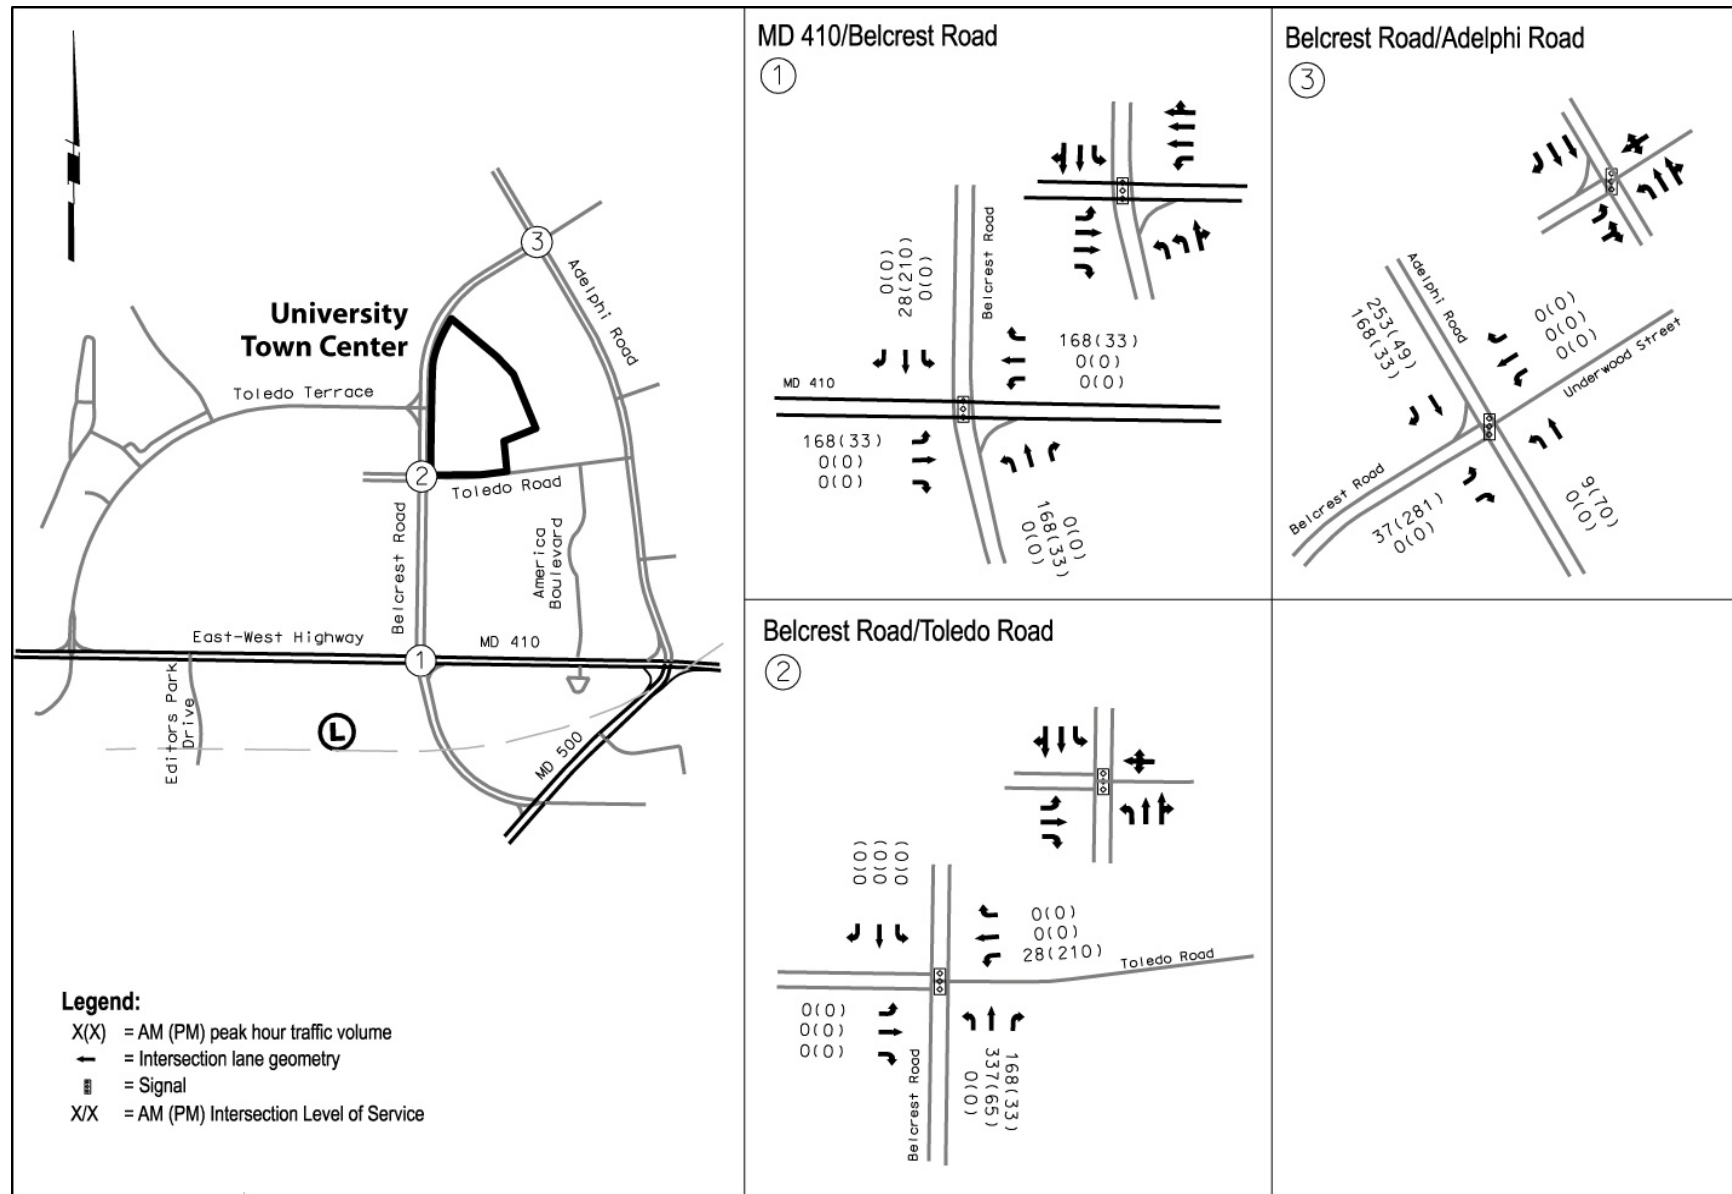 University
Town Center
Toledo Terrace
Adelphi Road
3
2
Toledo Road
Belcrest Road
America
Boulevard
East-West Highway
MD 410
1
Editors Park
Drive
L
MD 500
Legend:
X(X) = AM (PM) peak hour traffic volume
= Intersection lane geometry
= Signal
X/X = AM (PM) Intersection Level of Service
MD 410/Belcrest Road
1
0(0)
28(210)
0(0)
Belcrest Road
168(33)
0(0)
0(0)
MD 410
168(33)
0(0)
0(0)
0(0)
168(33)
0(0)
Belcrest Road/Toledo Road
2
0(0)
0(0)
0(0)
0(0)
0(0)
28(210)
Toledo Road
0(0)
0(0)
0(0)
Belcrest Road
168(33)
337(65)
0(0)
Belcrest Road/Adelphi Road
3
Adelphi Road
253(49)
168(33)
0(0)
0(0)
0(0)
Underwood Street
Belcrest Road
37(281)
0(0)
9(70)
0(0)